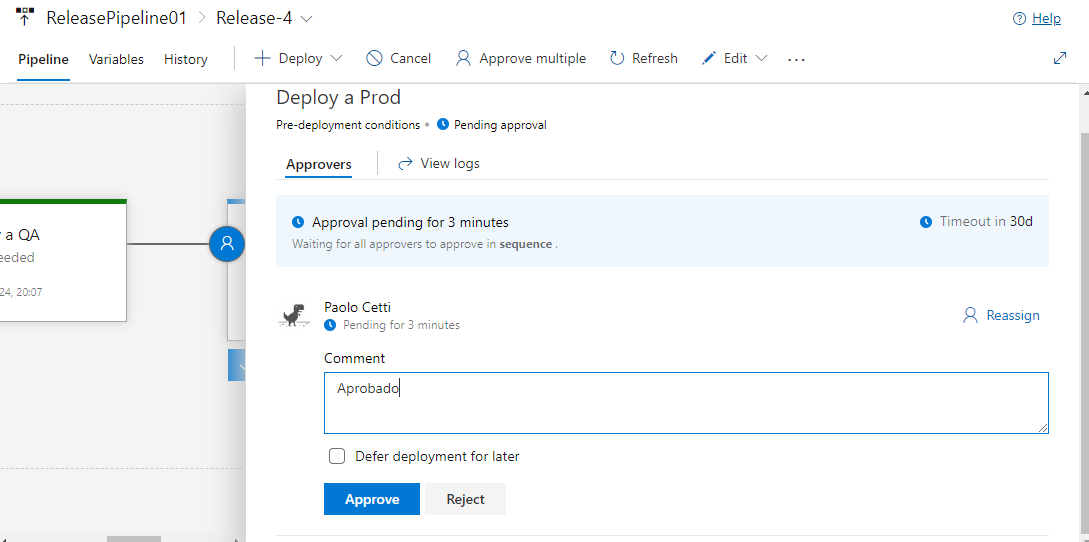 ReleasePipeline01 > Release-4
Help
Pipeline Variables History Deploy Cancel Approve multiple Refresh Edit ...
Deploy a Prod
Pre-deployment conditions • Pending approval
Approvers View logs
Approval pending for 3 minutes
Timeout in 30d
Waiting for all approvers to approve in sequence .
a QA
eeded
24, 20:07
Paolo Cetti
Pending for 3 minutes
Reassign
Comment
Aprobado
Defer deployment for later
Approve Reject